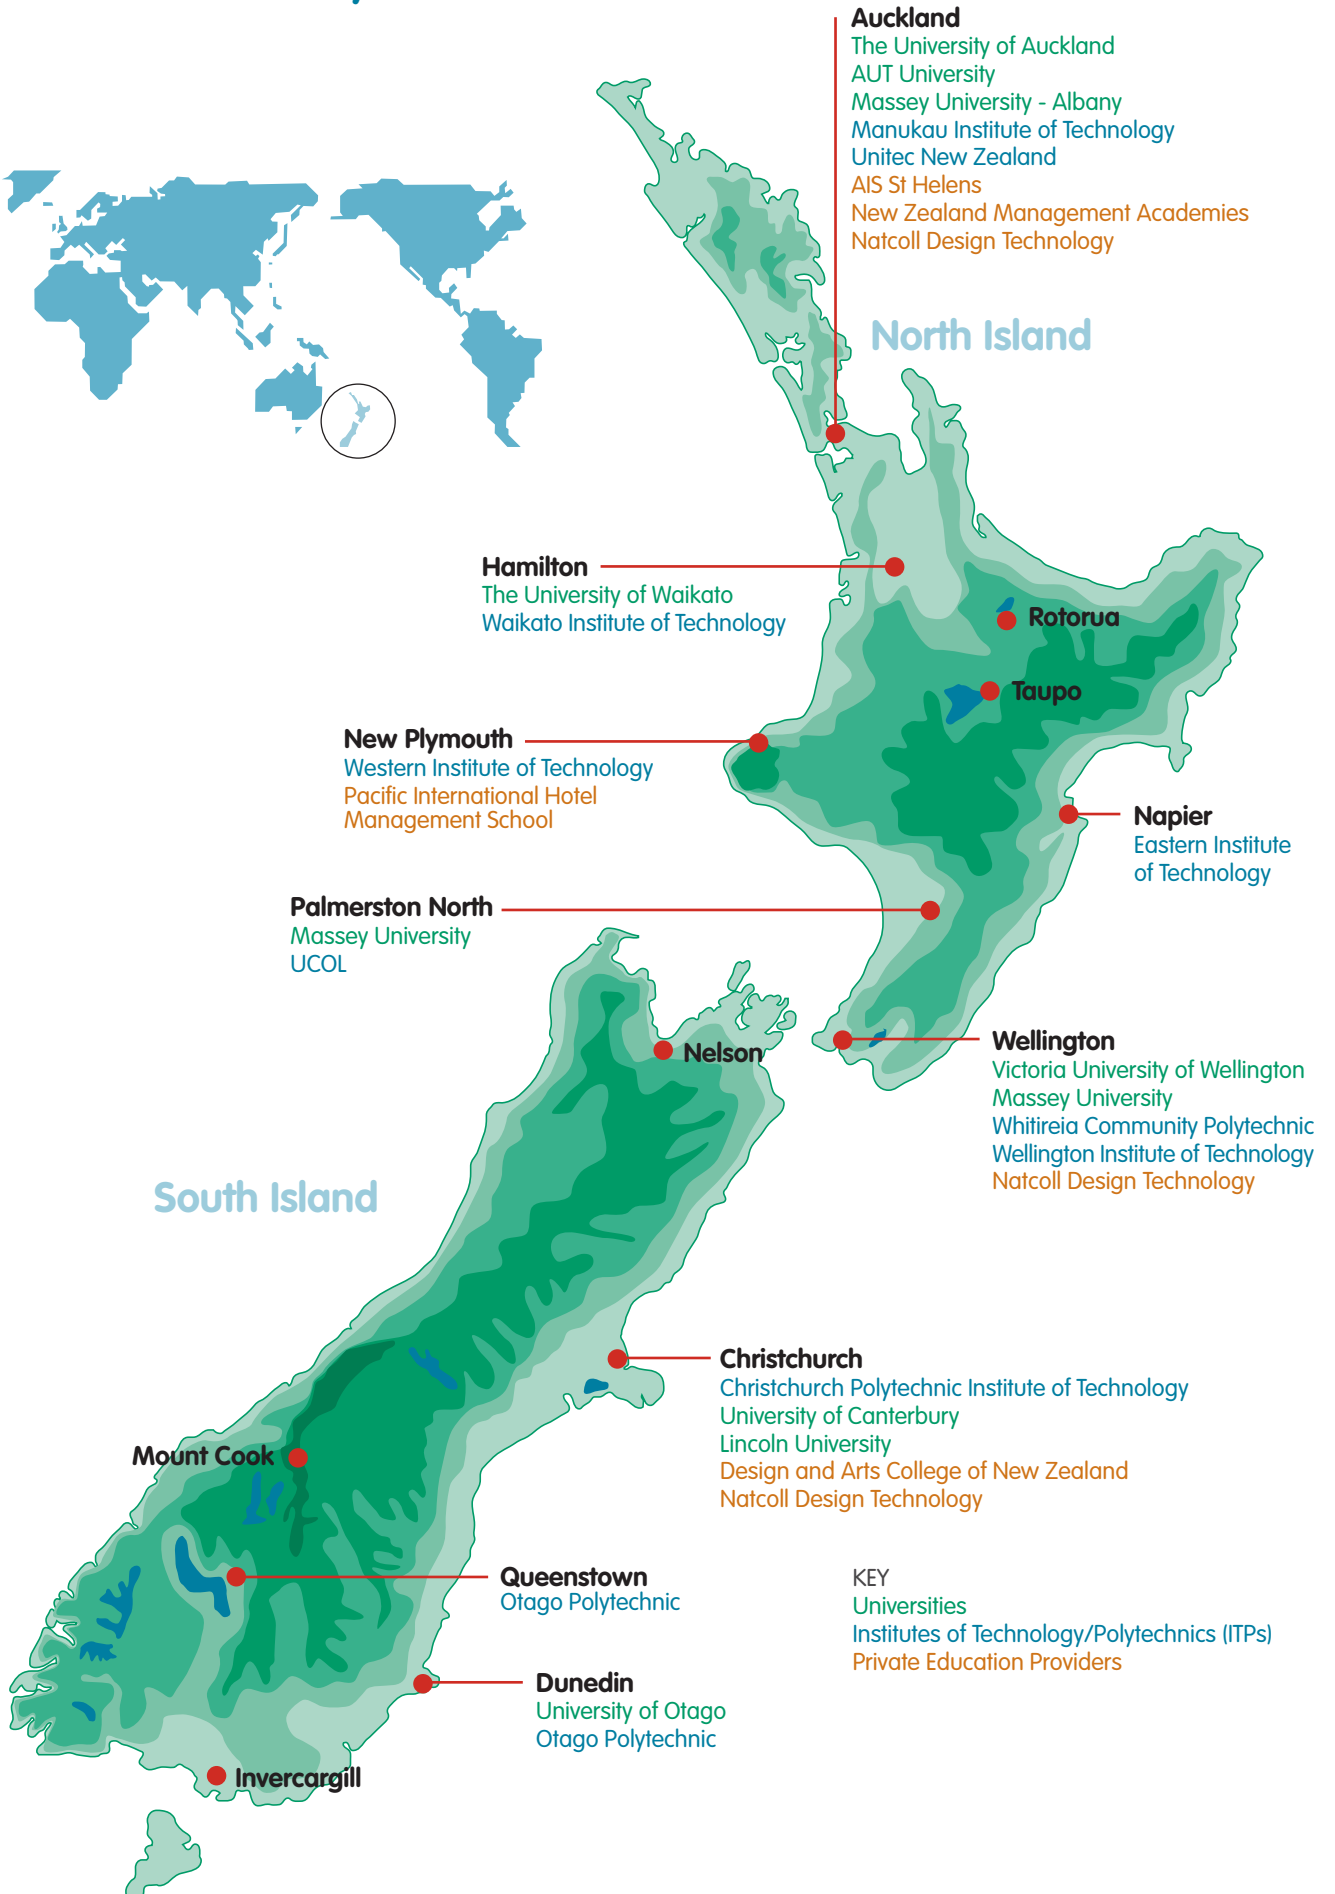 Auckland
The University of Auckland
AUT University
Massey University - Albany
Manukau Institute of Technology
Unitec New Zealand
AIS St Helens
New Zealand Management Academies
Natcoll Design Technology
North Island
Hamilton
The University of Waikato
Waikato Institute of Technology
Rotorua
Taupo
New Plymouth
Western Institute of Technology
Pacific International Hotel
Management School
Napier
Eastern Institute
of Technology
Palmerston North
Massey University
UCOL
Nelson
Wellington
Victoria University of Wellington
Massey University
Whitireia Community Polytechnic
Wellington Institute of Technology
Natcoll Design Technology
South Island
Christchurch
Christchurch Polytechnic Institute of Technology
University of Canterbury
Lincoln University
Design and Arts College of New Zealand
Natcoll Design Technology
Mount Cook
Queenstown
Otago Polytechnic
KEY
Universities
Institutes of Technology/Polytechnics (ITPs)
Private Education Providers
Dunedin
University of Otago
Otago Polytechnic
Invercargill